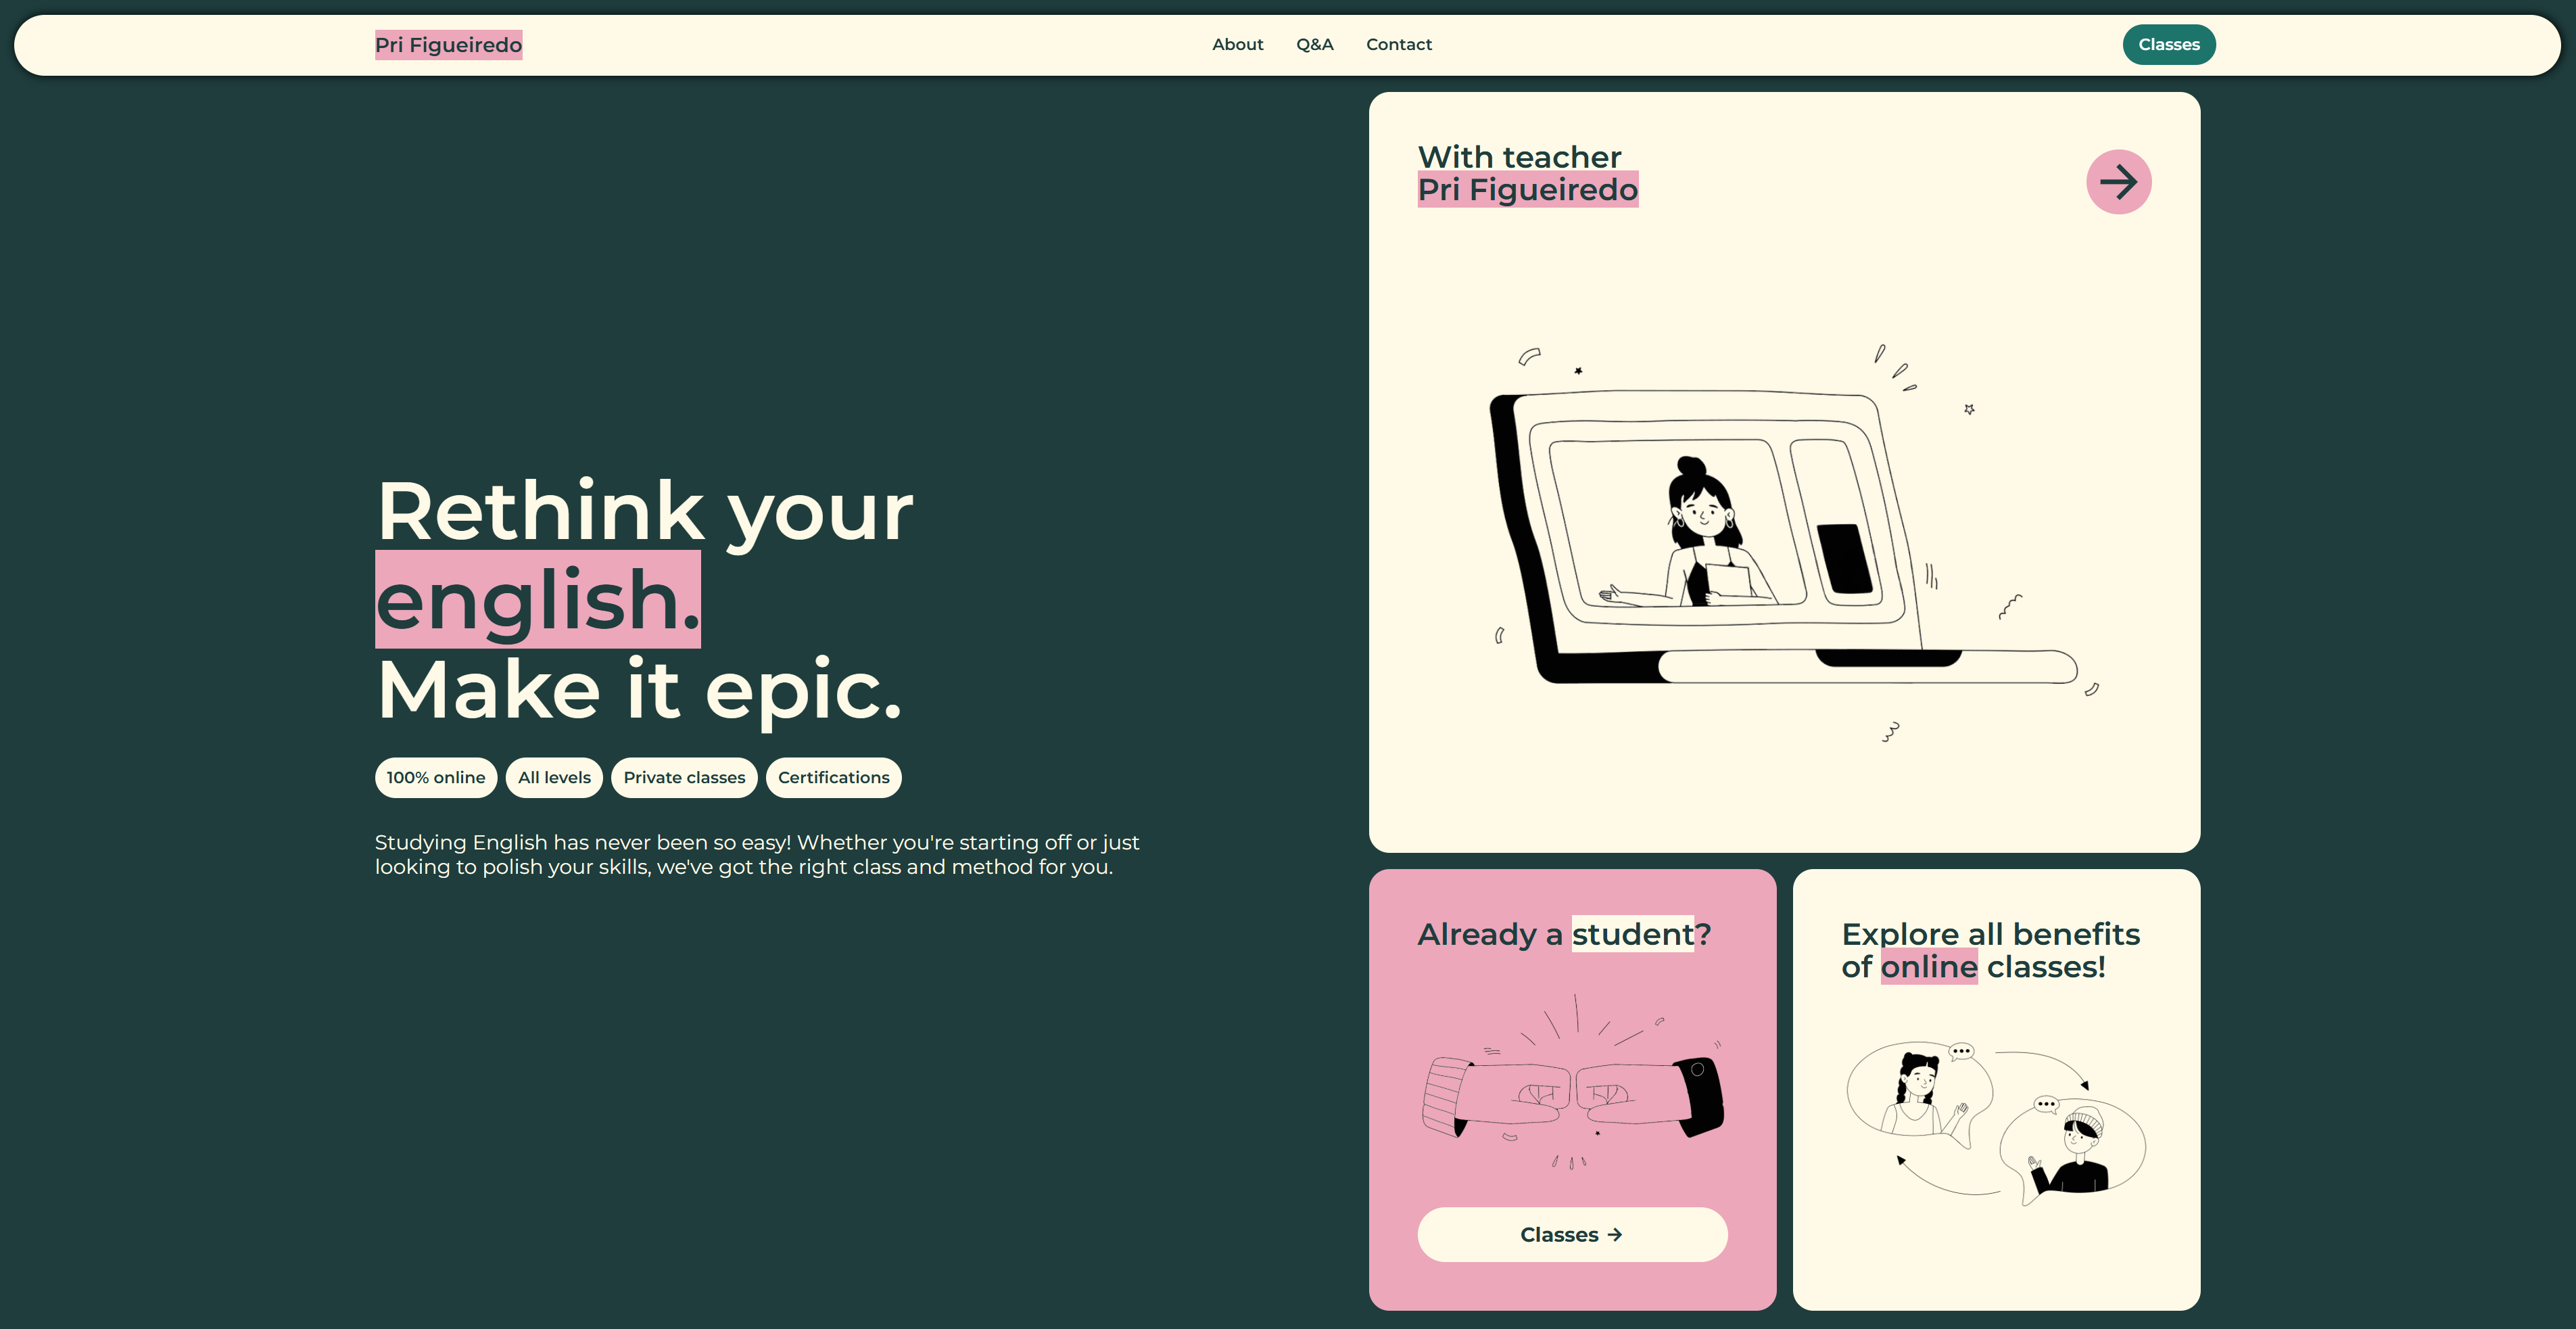 Pri Figueiredo
About
Q&A
Contact
Classes
Rethink your
english.
Make it epic.
100% online
All levels
Private classes
Certifications
Studying English has never been so easy! Whether you're starting off or just
looking to polish your skills, we've got the right class and method for you.
With teacher
Pri Figueiredo
Already a student?
Classes →
Explore all benefits
of online classes!